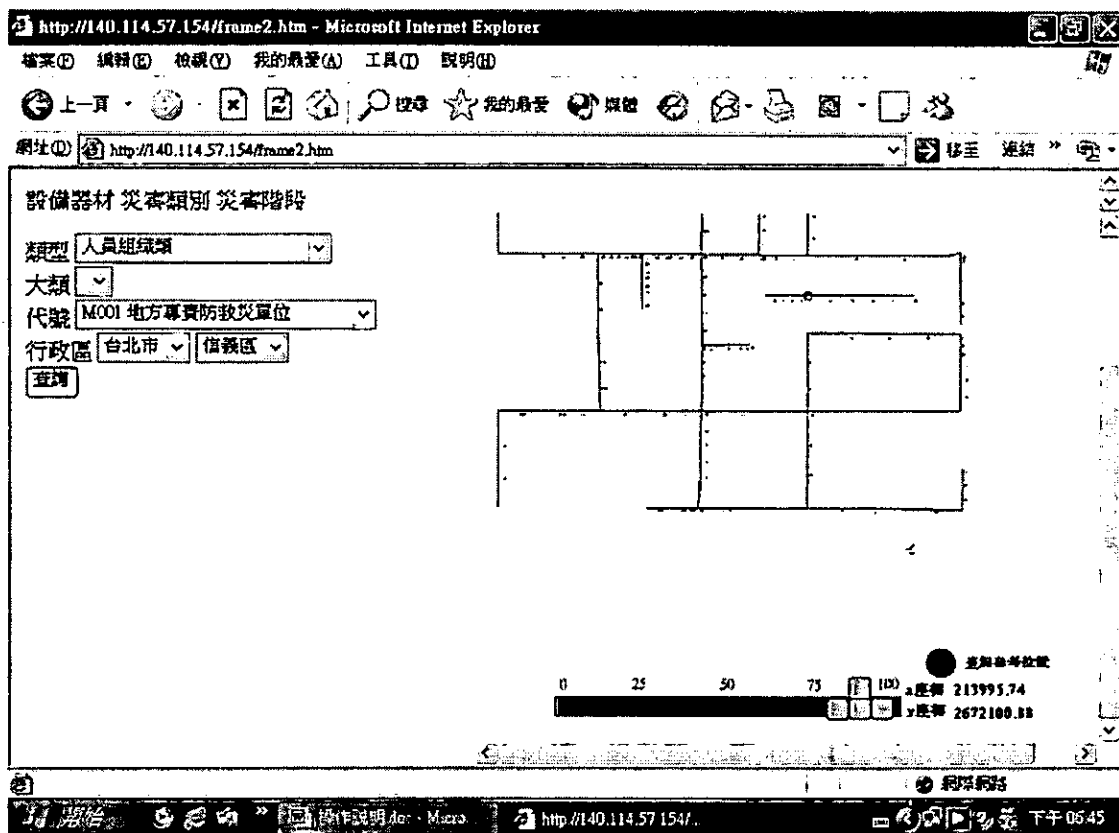 http://140.114.57.154/frame2.htm - Microsoft Internet Explorer
檔案(F) 編輯(E) 檢視(V) 我的最愛(A) 工具(T) 說明(H)
上一頁 搜尋 我的最愛 媒體
網址(D) http://140.114.57.154/frame2.htm 移至 連結 »
設備器材 災害類別 災害階段
類型 人員組織類
大類
代號 M001 地方專責防救災單位
行政區 台北市 信義區
查詢
0 25 50 75 100
x座標 213995.74
y座標 2672100.88
網際網路
開始 » 操作說明.doc - Micro... http://140.114.57.154/... 下午 06:45